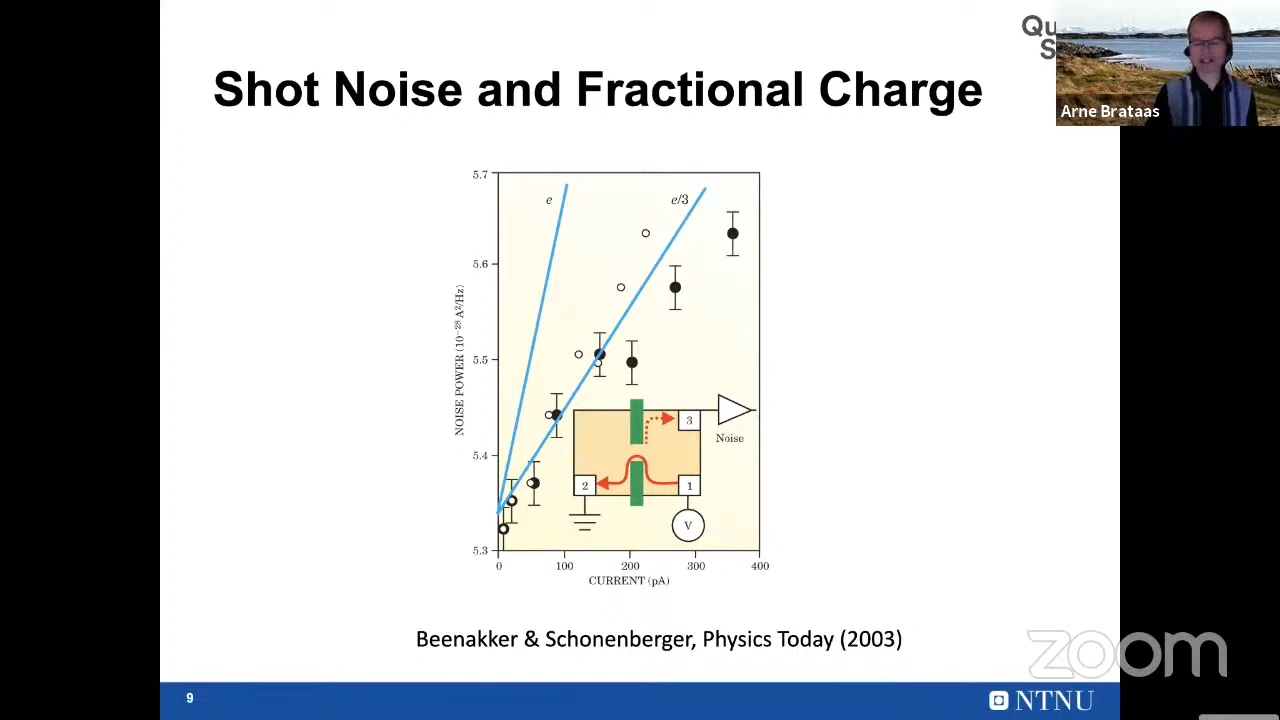 Qu
S
Arne Brataas
Shot Noise and Fractional Charge
5.7
5.6
5.5
5.4
5.3
NOISE POWER (10⁻²⁸ A²/Hz)
e
e/3
3
Noise
2
1
V
0 100 200 300 400
CURRENT (pA)
Beenakker & Schonenberger, Physics Today (2003)
zoom
9
NTNU